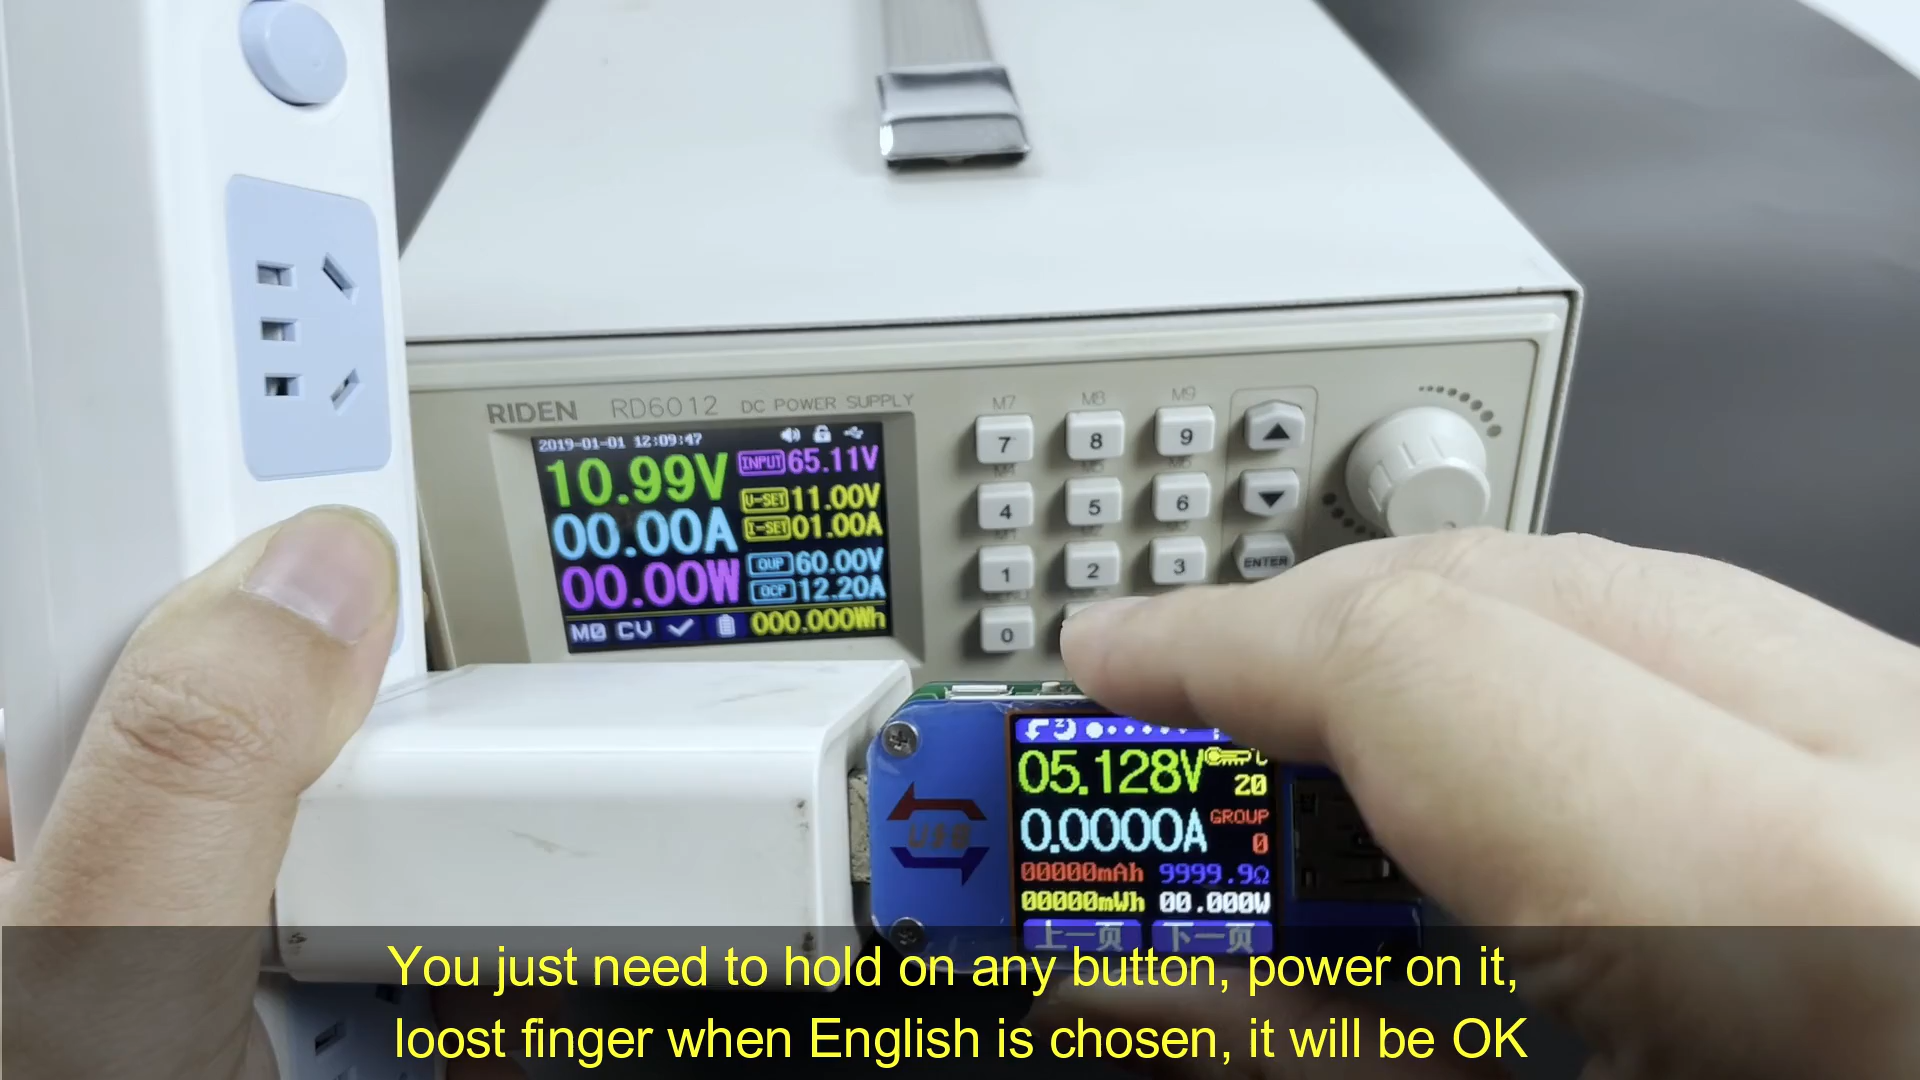 RIDEN RD6012 DC POWER SUPPLY
2019-01-01 12:09:47
10.99V
INPUT 65.11V
U-SET 11.00V
00.00A
I-SET 01.00A
OVP 60.00V
00.00W
OCP 12.20A
M0 CV
000.000Wh
M7 M8 M9
7 8 9
4 5 6
1 2 3
ENTER
0
05.128V
20
0.0000A
GROUP
0
00000mAh 9999.9Ω
00000mWh 00.000W
上一页 下一页
You just need to hold on any button, power on it,
loost finger when English is chosen, it will be OK